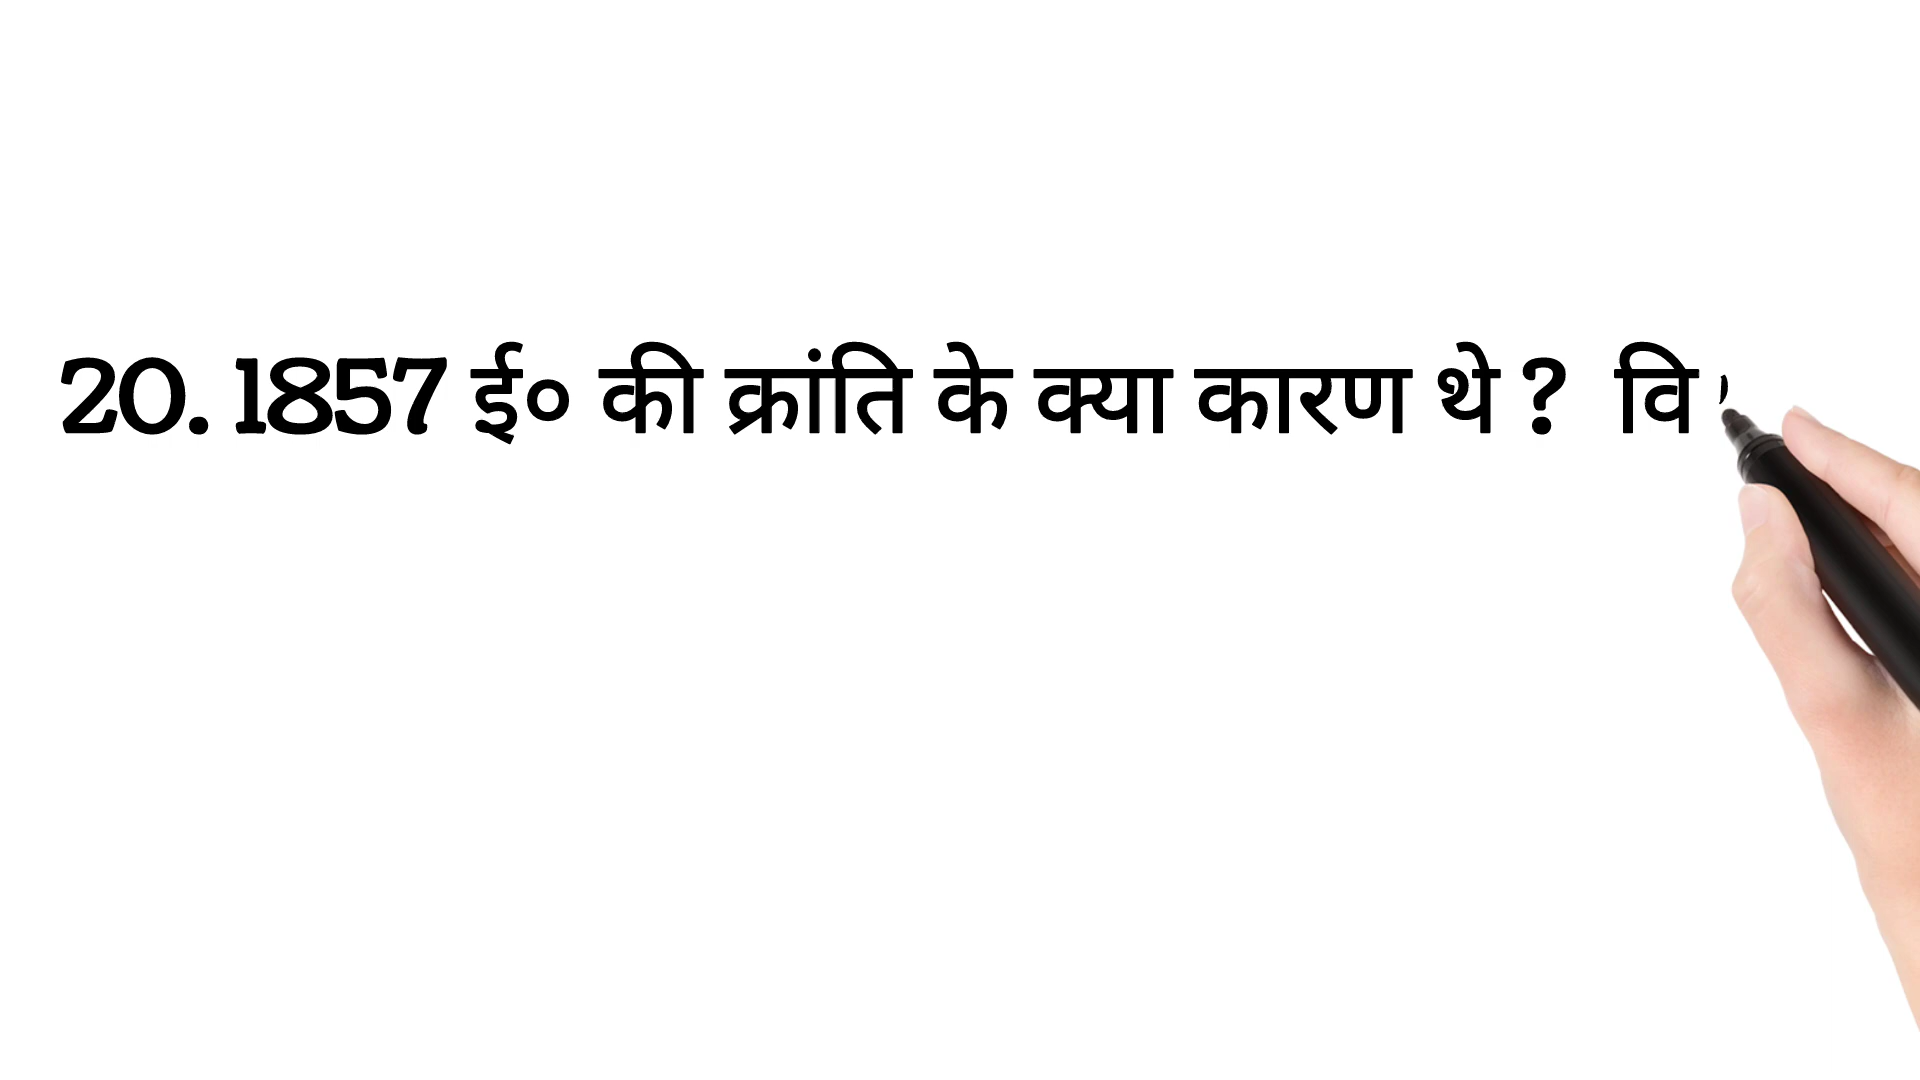 20. 1857 ई० की क्रांति के क्या कारण थे ? वि